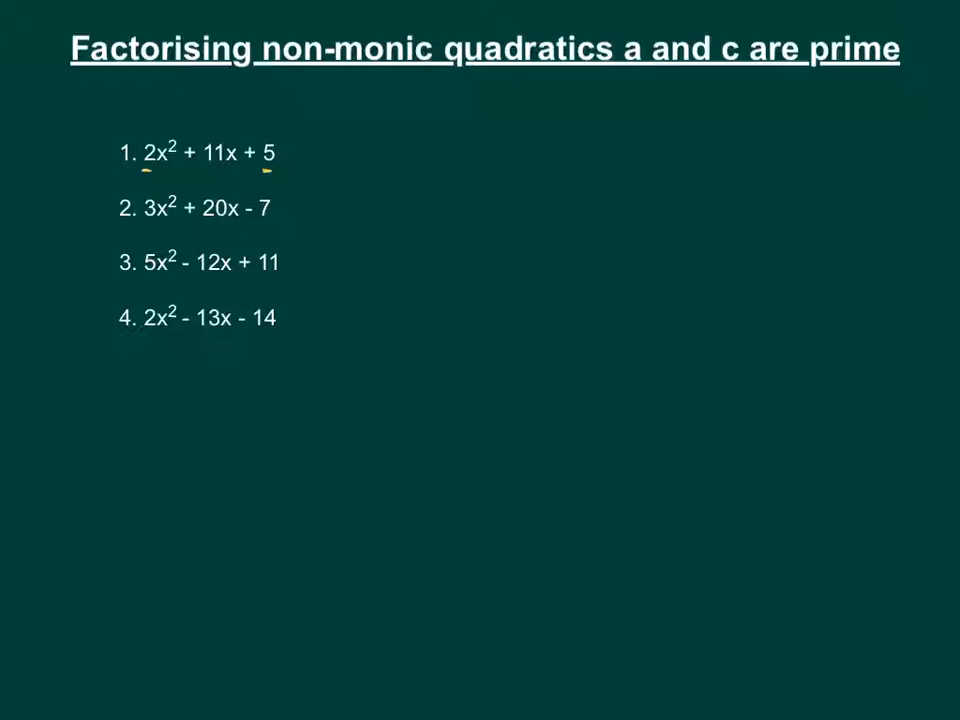 Factorising non-monic quadratics a and c are prime
1. 2x² + 11x + 5
2. 3x² + 20x - 7
3. 5x² - 12x + 11
4. 2x² - 13x - 14